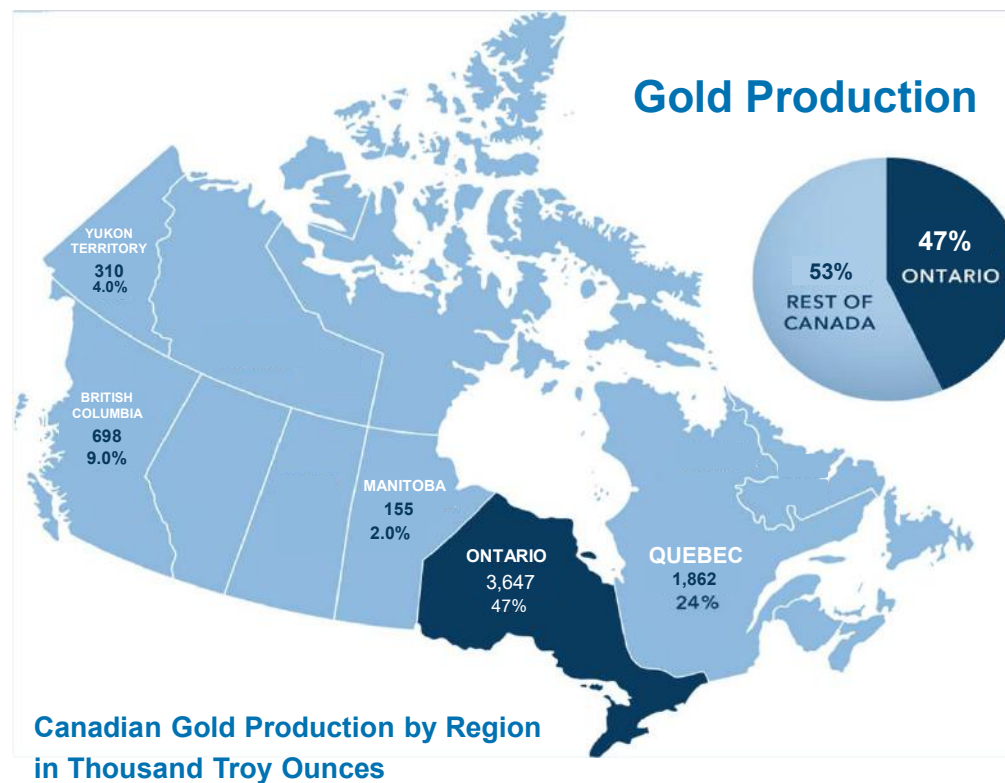 Gold Production
47%
ONTARIO
53%
REST OF
CANADA
YUKON
TERRITORY
310
4.0%
BRITISH
COLUMBIA
698
9.0%
MANITOBA
155
2.0%
ONTARIO
3,647
47%
QUEBEC
1,862
24%
Canadian Gold Production by Region
in Thousand Troy Ounces